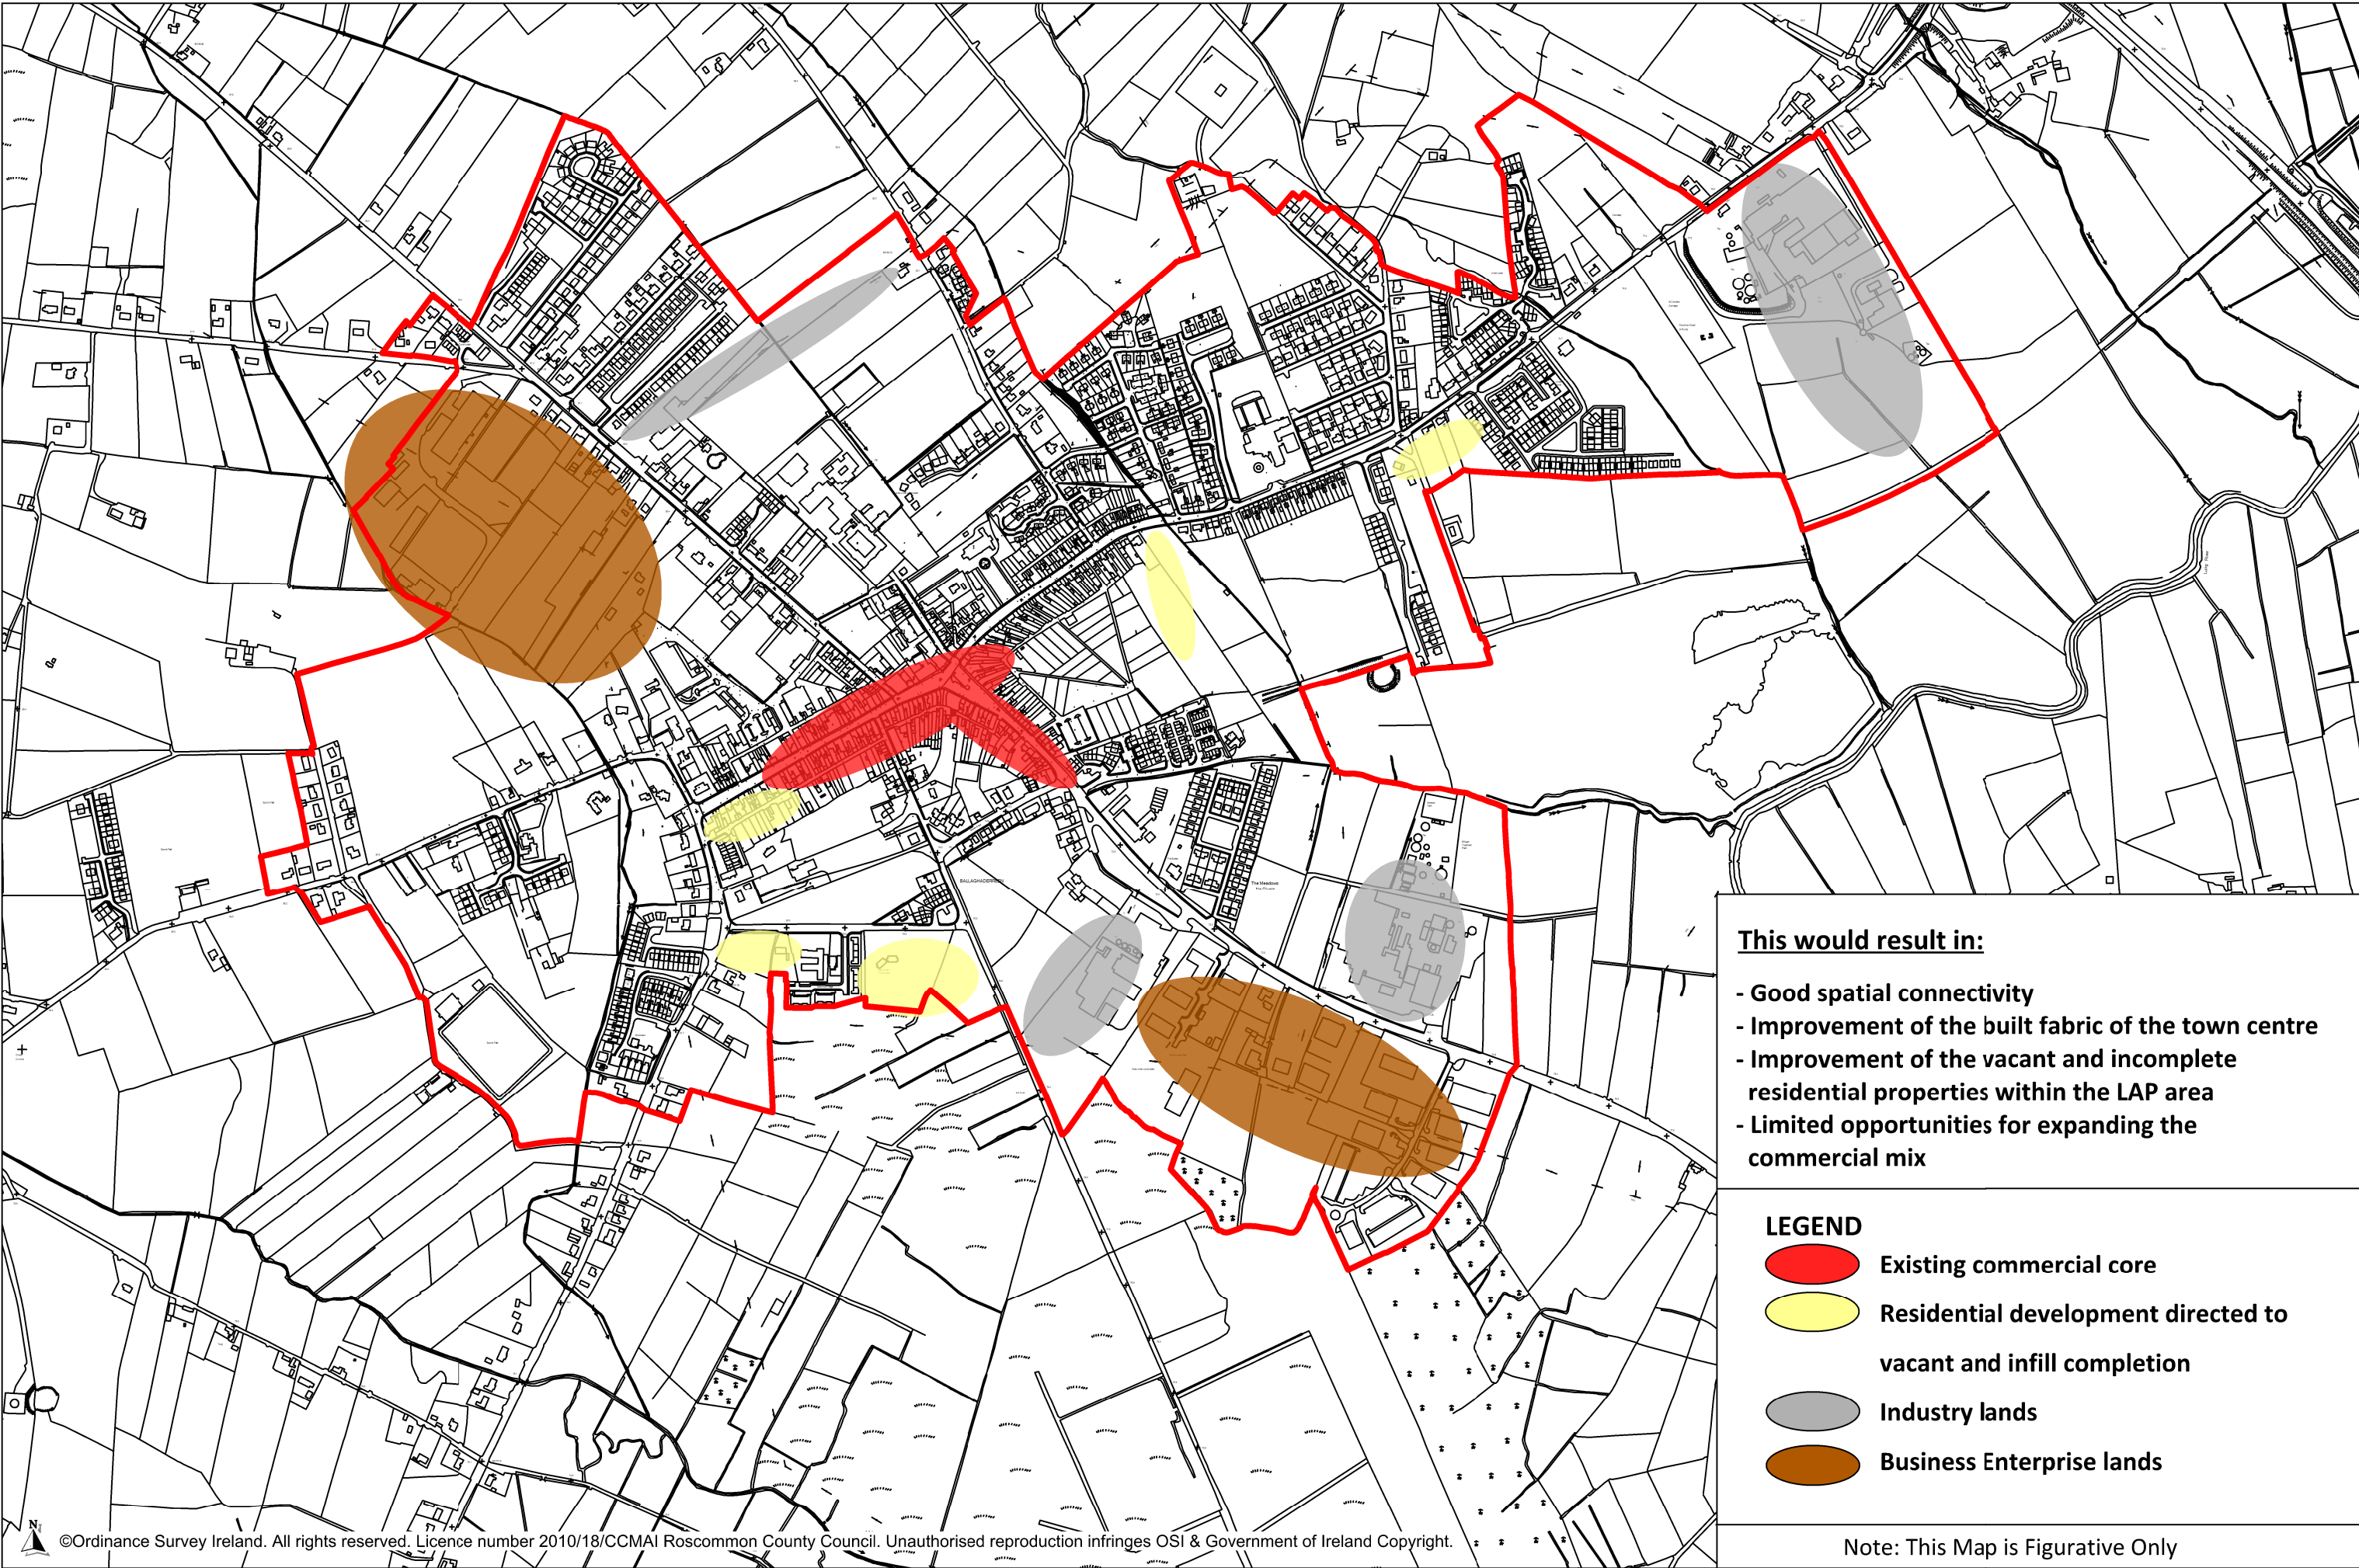 BALLAGHADERREEN
The Meadows
This would result in:
- Good spatial connectivity
- Improvement of the built fabric of the town centre
- Improvement of the vacant and incomplete
residential properties within the LAP area
- Limited opportunities for expanding the
commercial mix
LEGEND
Existing commercial core
Residential development directed to
vacant and infill completion
Industry lands
Business Enterprise lands
N
©Ordinance Survey Ireland. All rights reserved. Licence number 2010/18/CCMAI Roscommon County Council. Unauthorised reproduction infringes OSI & Government of Ireland Copyright.
Note: This Map is Figurative Only